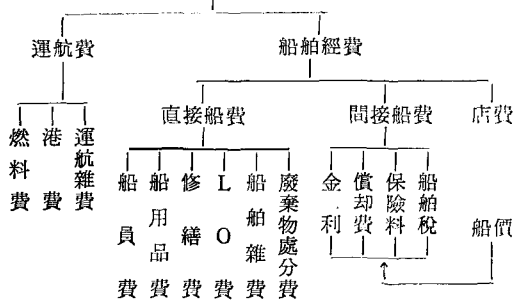 運航費
船舶經費
直接船費
間接船費
店費
燃料費
港費
運航雜費
船員費
船用品費
修繕費
LO費
船舶雜費
廢棄物處分費
金利
償却費
保險料
船舶稅
船價